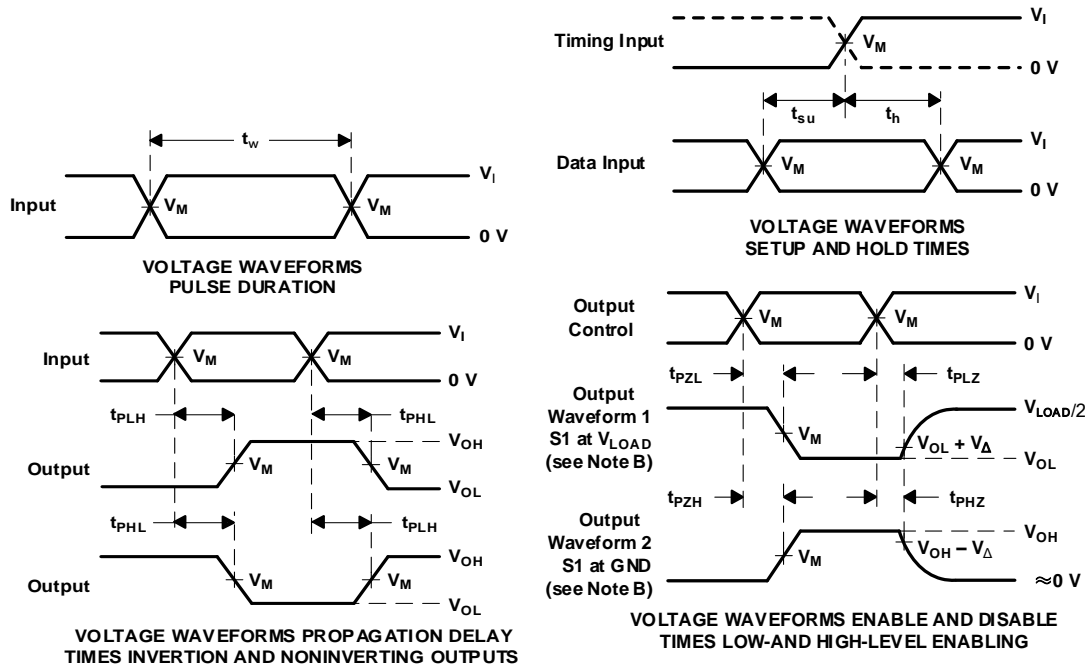 t_w
V_I
Input
V_M
V_M
0 V
VOLTAGE WAVEFORMS
PULSE DURATION
V_I
Timing Input
V_M
0 V
t_su
t_h
V_I
Data Input
V_M
V_M
0 V
VOLTAGE WAVEFORMS
SETUP AND HOLD TIMES
V_I
Input
V_M
V_M
0 V
t_PLH
t_PHL
V_OH
Output
V_M
V_M
V_OL
t_PHL
t_PLH
V_OH
Output
V_M
V_M
V_OL
VOLTAGE WAVEFORMS PROPAGATION DELAY
TIMES INVERTION AND NONINVERTING OUTPUTS
V_I
Output
Control
V_M
V_M
0 V
t_PZL
t_PLZ
Output
Waveform 1
S1 at V_LOAD
(see Note B)
V_LOAD/2
V_M
V_OL + V_Δ
V_OL
t_PZH
t_PHZ
Output
Waveform 2
S1 at GND
(see Note B)
V_OH
V_M
V_OH – V_Δ
≈0 V
VOLTAGE WAVEFORMS ENABLE AND DISABLE
TIMES LOW-AND HIGH-LEVEL ENABLING